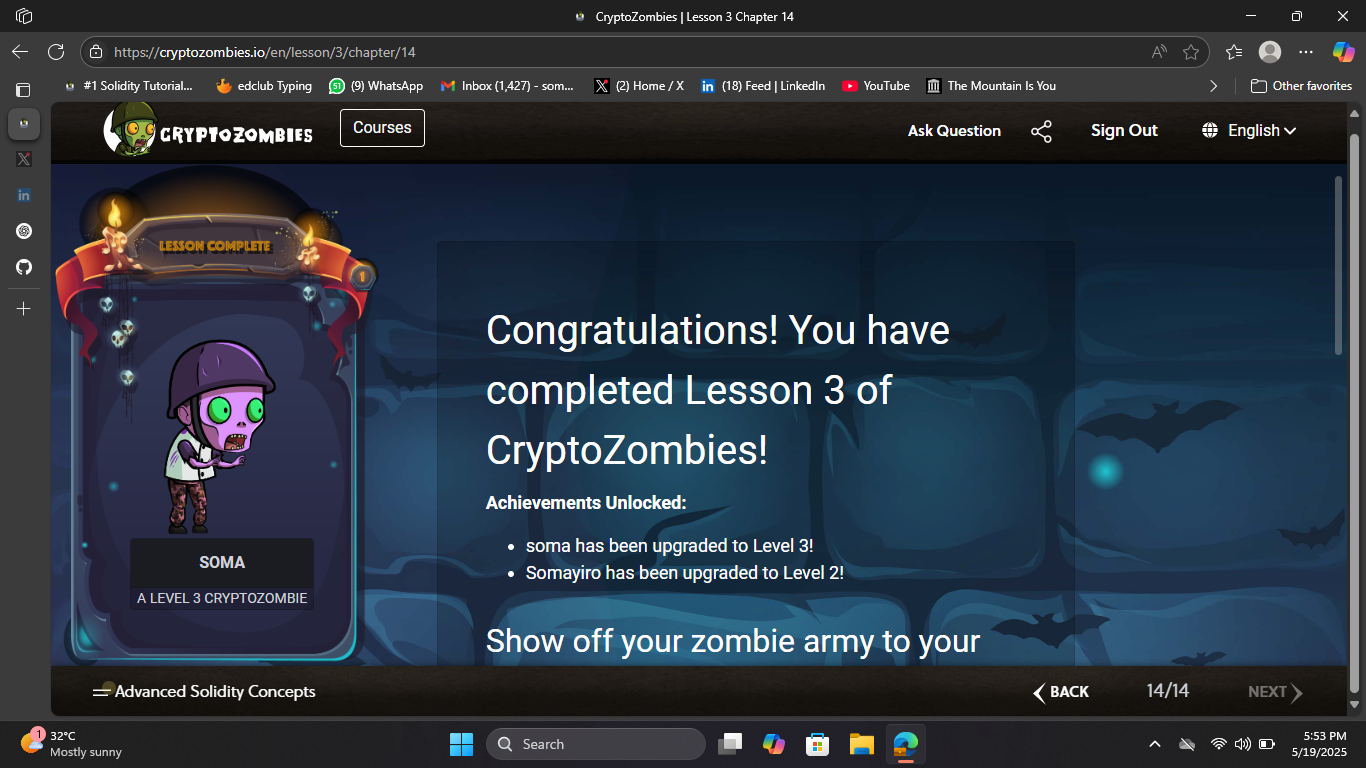 CryptoZombies | Lesson 3 Chapter 14
https://cryptozombies.io/en/lesson/3/chapter/14
#1 Solidity Tutorial...
edclub Typing
51
(9) WhatsApp
Inbox (1,427) - som...
(2) Home / X
(18) Feed | LinkedIn
YouTube
The Mountain Is You
Other favorites
CRYPTOZOMBIES
Courses
Ask Question
Sign Out
English
LESSON COMPLETE
1
SOMA
A LEVEL 3 CRYPTOZOMBIE
Congratulations! You have
completed Lesson 3 of
CryptoZombies!
Achievements Unlocked:
• soma has been upgraded to Level 3!
• Somayiro has been upgraded to Level 2!
Show off your zombie army to your
Advanced Solidity Concepts
BACK
14/14
NEXT
1
32°C
Mostly sunny
Search
5:53 PM
5/19/2025